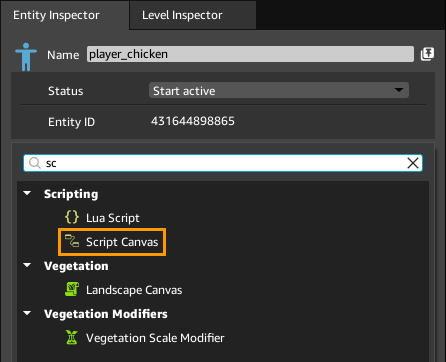 Entity Inspector Level Inspector
Name player_chicken
Status Start active
Entity ID 431644898865
sc
Scripting
Lua Script
Script Canvas
Vegetation
Landscape Canvas
Vegetation Modifiers
Vegetation Scale Modifier